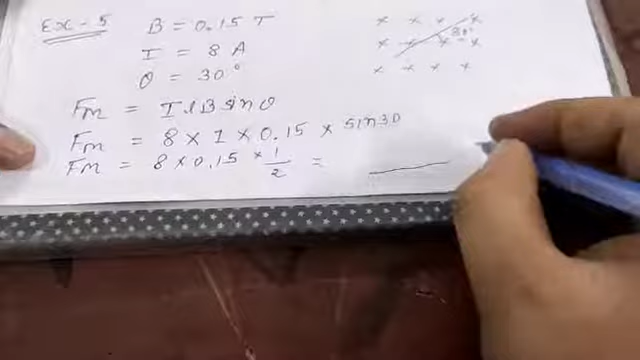 Ex-5
B = 0.15 T
I = 8 A
θ = 30°
Fm = IlB sinθ
Fm = 8 × 1 × 0.15 × sin30
Fm = 8 × 0.15 × 1/2 =
× × × ×
30°
× × × ×
× × × ×